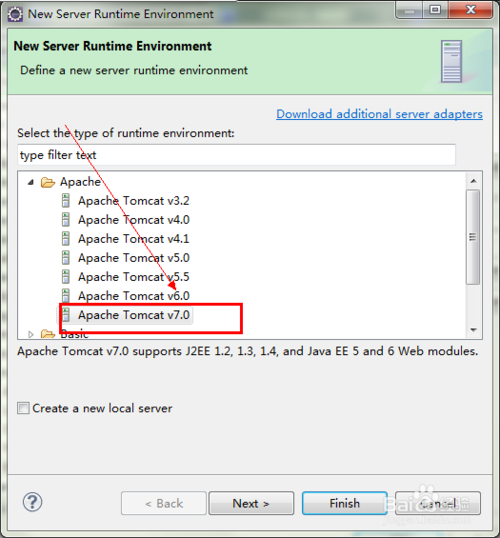 New Server Runtime Environment
New Server Runtime Environment
Define a new server runtime environment
Download additional server adapters
Select the type of runtime environment:
type filter text
Apache
Apache Tomcat v3.2
Apache Tomcat v4.0
Apache Tomcat v4.1
Apache Tomcat v5.0
Apache Tomcat v5.5
Apache Tomcat v6.0
Apache Tomcat v7.0
Basic
Apache Tomcat v7.0 supports J2EE 1.2, 1.3, 1.4, and Java EE 5 and 6 Web modules.
Create a new local server
?
< Back
Next >
Finish
Cancel